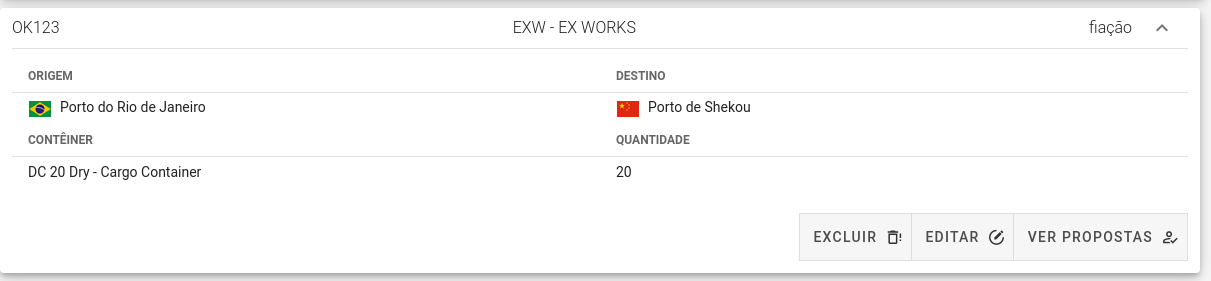 OK123 EXW - EX WORKS fiação
ORIGEM DESTINO
Porto do Rio de Janeiro Porto de Shekou
CONTÊINER QUANTIDADE
DC 20 Dry - Cargo Container 20
EXCLUIR EDITAR VER PROPOSTAS